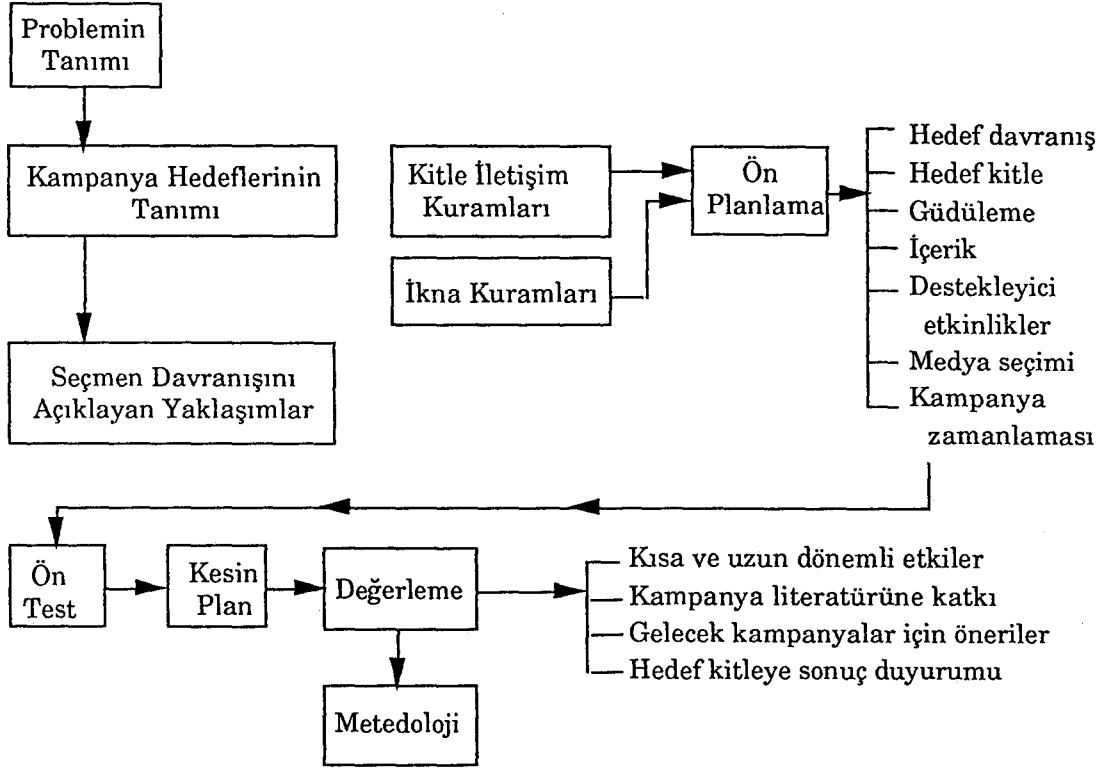 Problemin
Tanımı
Kampanya Hedeflerinin
Tanımı
Seçmen Davranışını
Açıklayan Yaklaşımlar
Kitle İletişim
Kuramları
İkna Kuramları
Ön
Planlama
Hedef davranış
Hedef kitle
Güdüleme
İçerik
Destekleyici
etkinlikler
Medya seçimi
Kampanya
zamanlaması
Ön
Test
Kesin
Plan
Değerleme
Metedoloji
Kısa ve uzun dönemli etkiler
Kampanya literatürüne katkı
Gelecek kampanyalar için öneriler
Hedef kitleye sonuç duyurumu